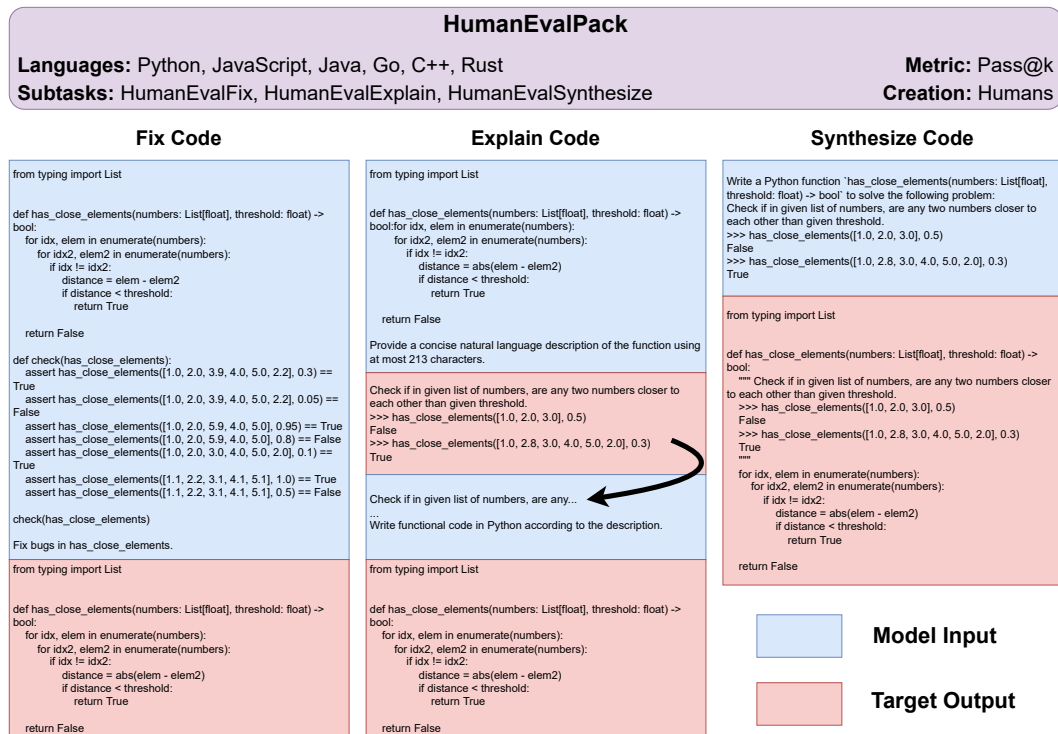 HumanEvalPack
Languages: Python, JavaScript, Java, Go, C++, Rust
Metric: Pass@k
Subtasks: HumanEvalFix, HumanEvalExplain, HumanEvalSynthesize
Creation: Humans
Fix Code
from typing import List
def has_close_elements(numbers: List[float], threshold: float) ->
bool:
for idx, elem in enumerate(numbers):
for idx2, elem2 in enumerate(numbers):
if idx != idx2:
distance = elem - elem2
if distance < threshold:
return True
return False
def check(has_close_elements):
assert has_close_elements([1.0, 2.0, 3.9, 4.0, 5.0, 2.2], 0.3) ==
True
assert has_close_elements([1.0, 2.0, 3.9, 4.0, 5.0, 2.2], 0.05) ==
False
assert has_close_elements([1.0, 2.0, 5.9, 4.0, 5.0], 0.95) == True
assert has_close_elements([1.0, 2.0, 5.9, 4.0, 5.0], 0.8) == False
assert has_close_elements([1.0, 2.0, 3.0, 4.0, 5.0, 2.0], 0.1) ==
True
assert has_close_elements([1.1, 2.2, 3.1, 4.1, 5.1], 1.0) == True
assert has_close_elements([1.1, 2.2, 3.1, 4.1, 5.1], 0.5) == False
check(has_close_elements)
Fix bugs in has_close_elements.
from typing import List
def has_close_elements(numbers: List[float], threshold: float) ->
bool:
for idx, elem in enumerate(numbers):
for idx2, elem2 in enumerate(numbers):
if idx != idx2:
distance = abs(elem - elem2)
if distance < threshold:
return True
return False
Explain Code
from typing import List
def has_close_elements(numbers: List[float], threshold: float) ->
bool:for idx, elem in enumerate(numbers):
for idx2, elem2 in enumerate(numbers):
if idx != idx2:
distance = abs(elem - elem2)
if distance < threshold:
return True
return False
Provide a concise natural language description of the function using
at most 213 characters.
Check if in given list of numbers, are any two numbers closer to
each other than given threshold.
>>> has_close_elements([1.0, 2.0, 3.0], 0.5)
False
>>> has_close_elements([1.0, 2.8, 3.0, 4.0, 5.0, 2.0], 0.3)
True
Check if in given list of numbers, are any...
...
Write functional code in Python according to the description.
from typing import List
def has_close_elements(numbers: List[float], threshold: float) ->
bool:
for idx, elem in enumerate(numbers):
for idx2, elem2 in enumerate(numbers):
if idx != idx2:
distance = abs(elem - elem2)
if distance < threshold:
return True
return False
Synthesize Code
Write a Python function `has_close_elements(numbers: List[float],
threshold: float) -> bool` to solve the following problem:
Check if in given list of numbers, are any two numbers closer to
each other than given threshold.
>>> has_close_elements([1.0, 2.0, 3.0], 0.5)
False
>>> has_close_elements([1.0, 2.8, 3.0, 4.0, 5.0, 2.0], 0.3)
True
from typing import List
def has_close_elements(numbers: List[float], threshold: float) ->
bool:
""" Check if in given list of numbers, are any two numbers closer
to each other than given threshold.
>>> has_close_elements([1.0, 2.0, 3.0], 0.5)
False
>>> has_close_elements([1.0, 2.8, 3.0, 4.0, 5.0, 2.0], 0.3)
True
"""
for idx, elem in enumerate(numbers):
for idx2, elem2 in enumerate(numbers):
if idx != idx2:
distance = abs(elem - elem2)
if distance < threshold:
return True
return False
Model Input
Target Output